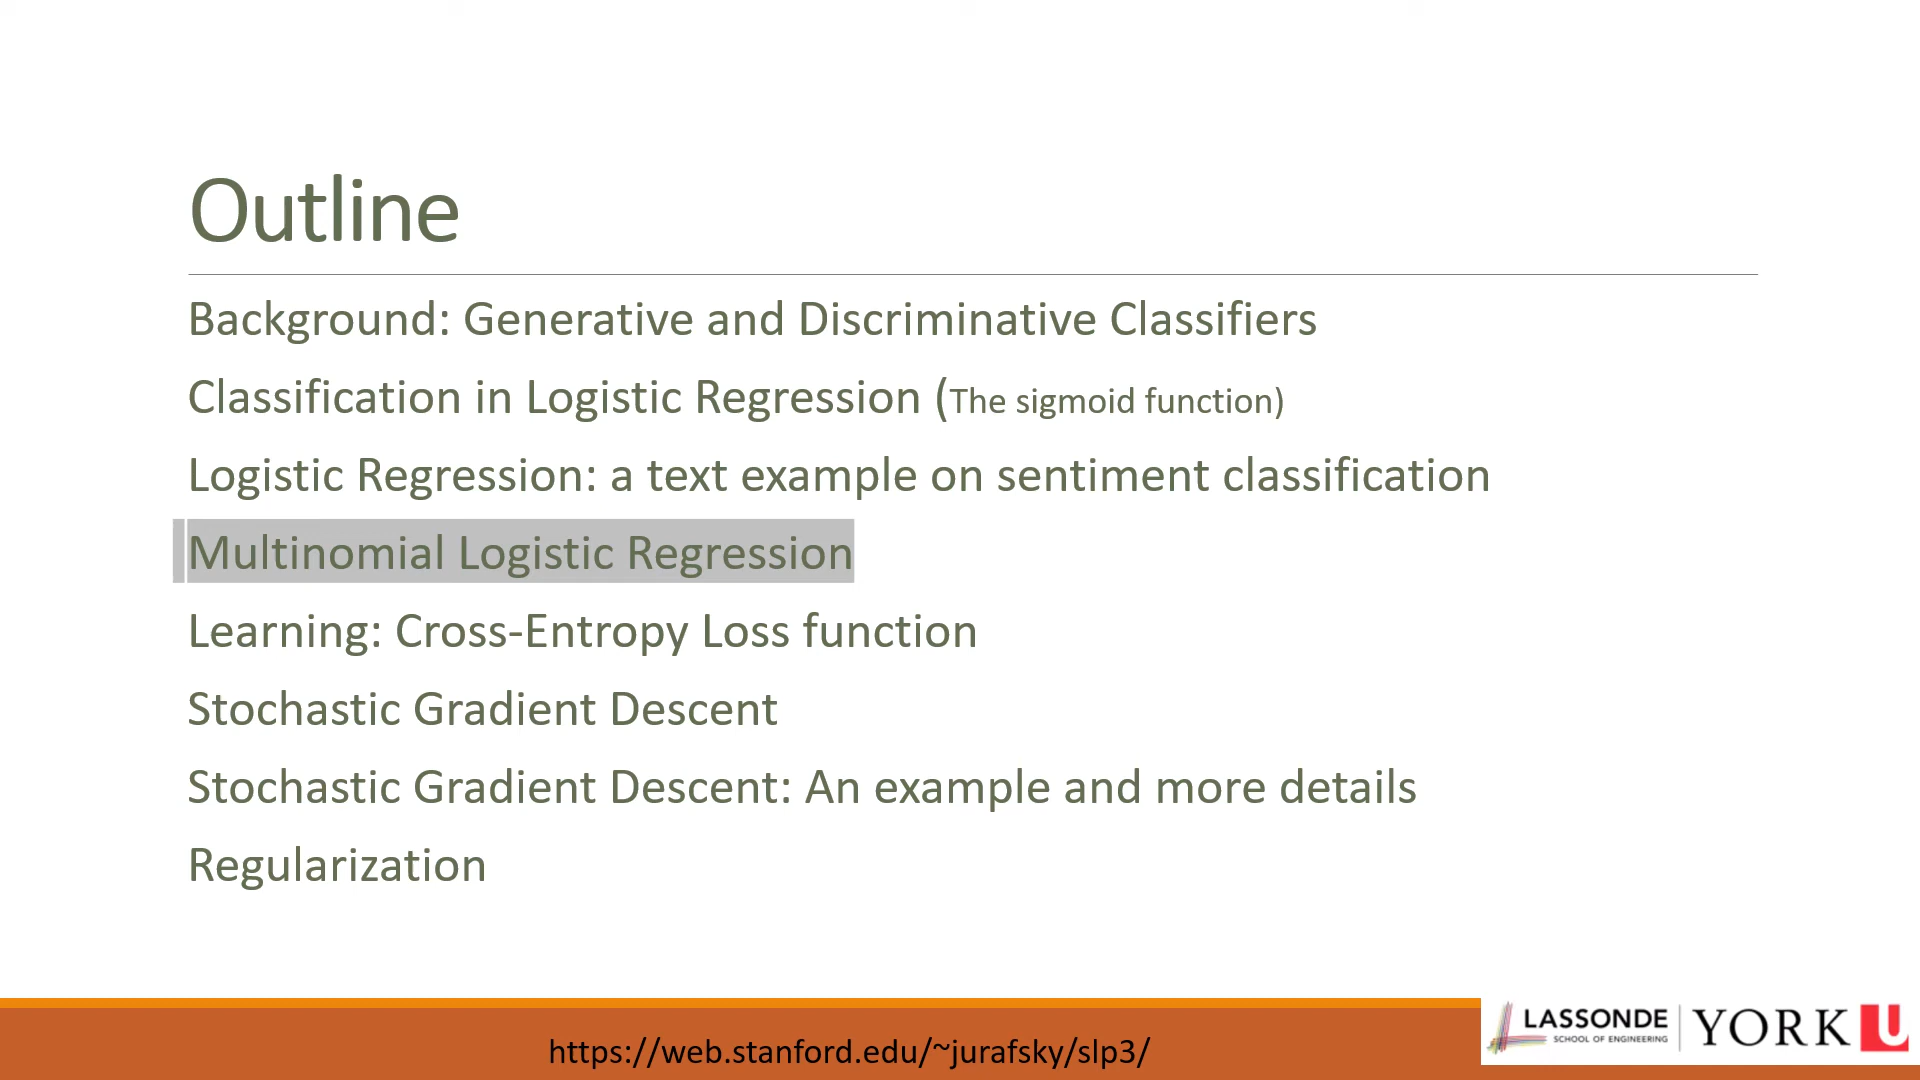 Outline
Background: Generative and Discriminative Classifiers
Classification in Logistic Regression (The sigmoid function)
Logistic Regression: a text example on sentiment classification
Multinomial Logistic Regression
Learning: Cross-Entropy Loss function
Stochastic Gradient Descent
Stochastic Gradient Descent: An example and more details
Regularization
https://web.stanford.edu/~jurafsky/slp3/
LASSONDE
SCHOOL OF ENGINEERING
YORK U